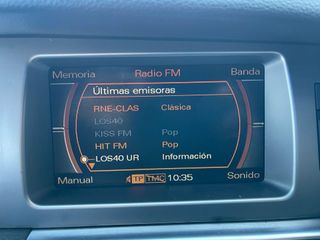 Memoria Radio FM Banda
Últimas emisoras
RNE-CLAS Clásica
LOS40
KISS FM Pop
HIT FM Pop
LOS40 UR Información
Manual TP TMC 10:35 Sonido